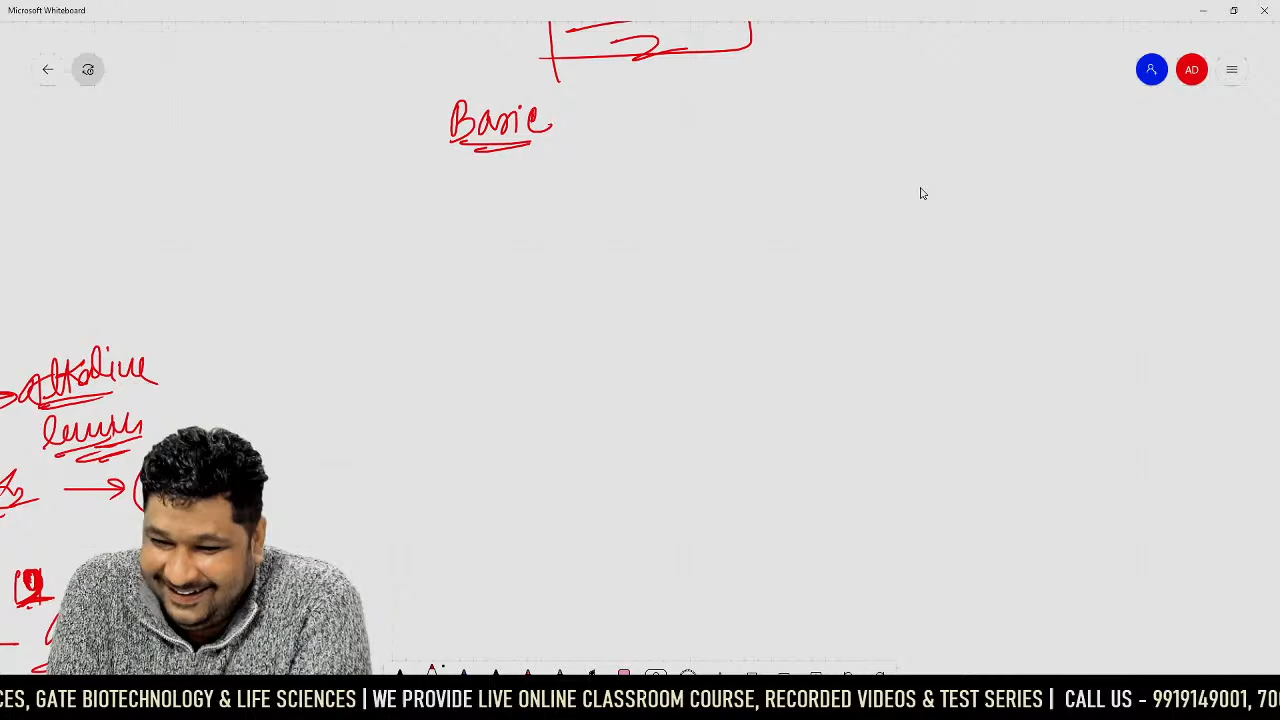 Microsoft Whiteboard
AD
Basic
alkaline
CES, GATE BIOTECHNOLOGY & LIFE SCIENCES | WE PROVIDE LIVE ONLINE CLASSROOM COURSE, RECORDED VIDEOS & TEST SERIES | CALL US - 9919149001, 70